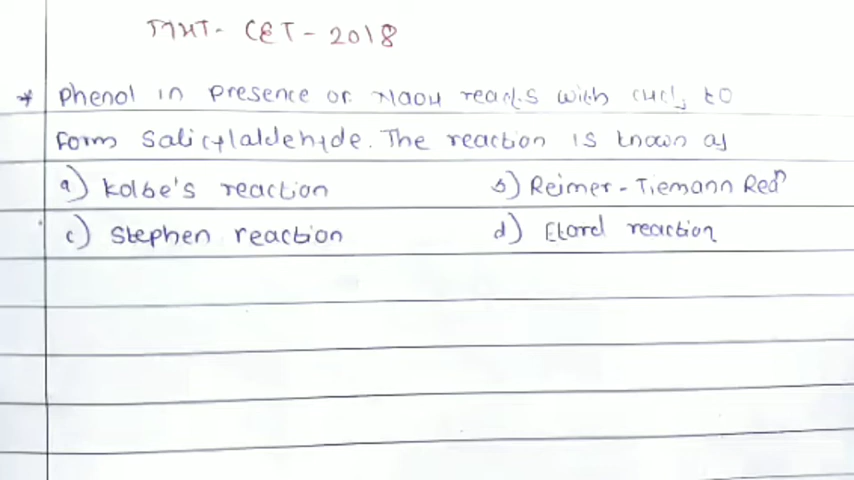 MHT- CET - 2018
* Phenol in presence of NaOH reacts with CHCl3 to
form salicylaldehyde. The reaction is known as
a) Kolbe's reaction b) Reimer-Tiemann Rea^n
c) Stephen reaction d) Etard reaction